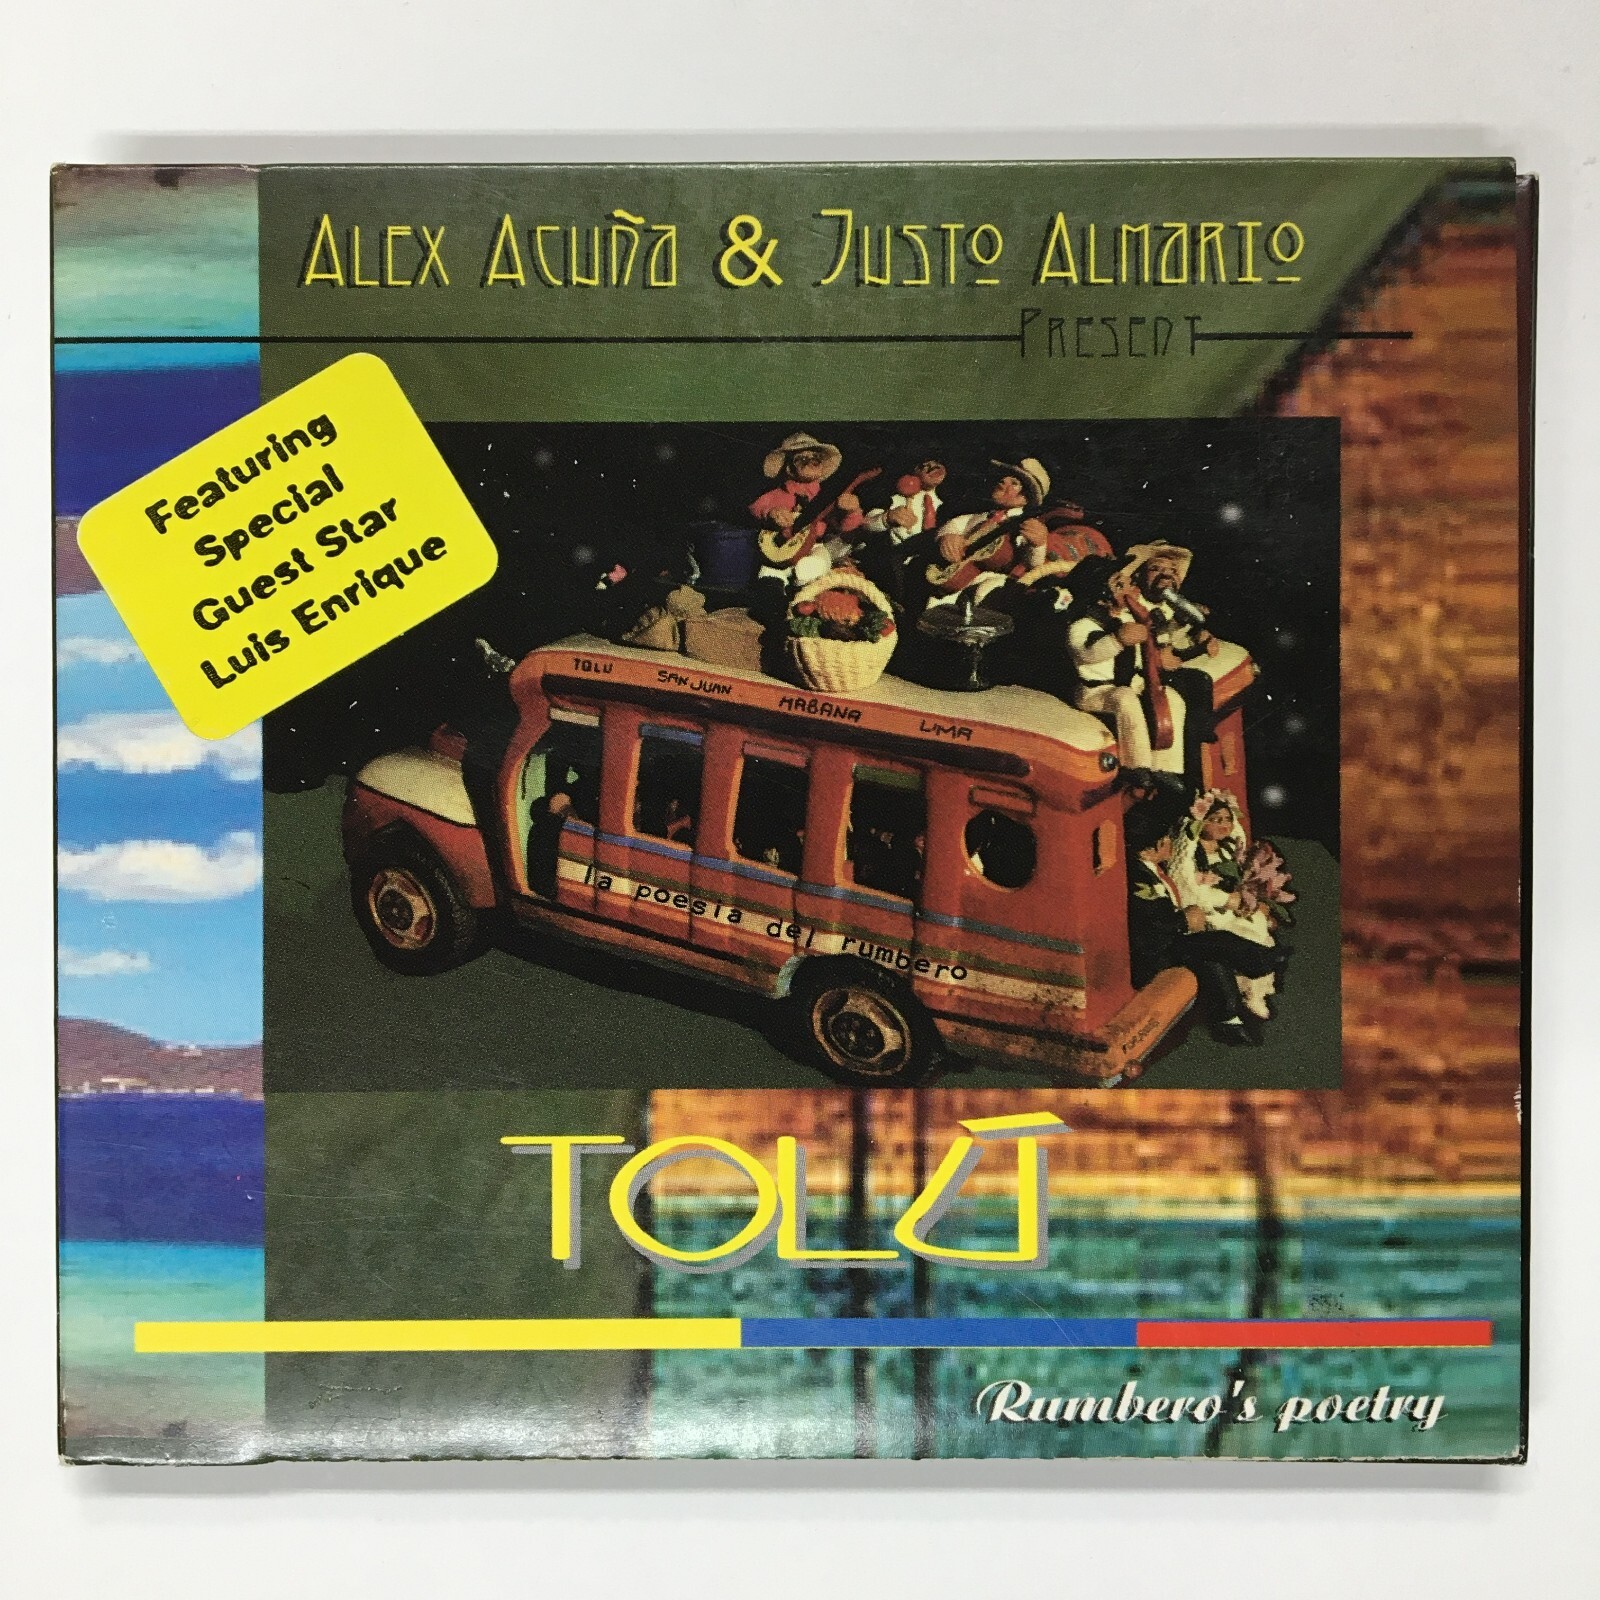 Alex Acuña & Justo Almario
Present
Featuring
Special
Guest Star
Luis Enrique
TOLU SAN JUAN HABANA LIMA
la poesia del rumbero
TOLÚ
Rumbero's poetry